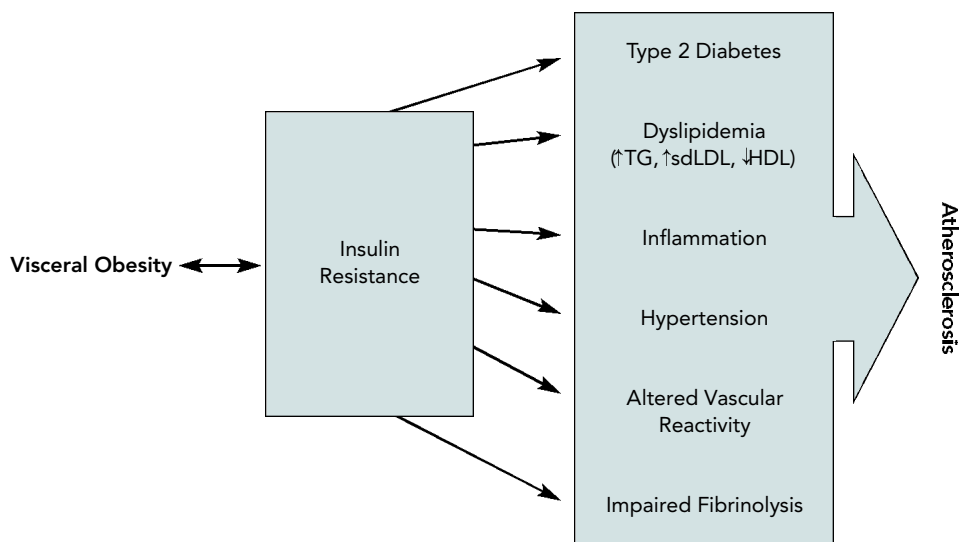 Visceral Obesity
Insulin
Resistance
Type 2 Diabetes
Dyslipidemia
(↑TG, ↑sdLDL, ↓HDL)
Inflammation
Hypertension
Altered Vascular
Reactivity
Impaired Fibrinolysis
Atherosclerosis